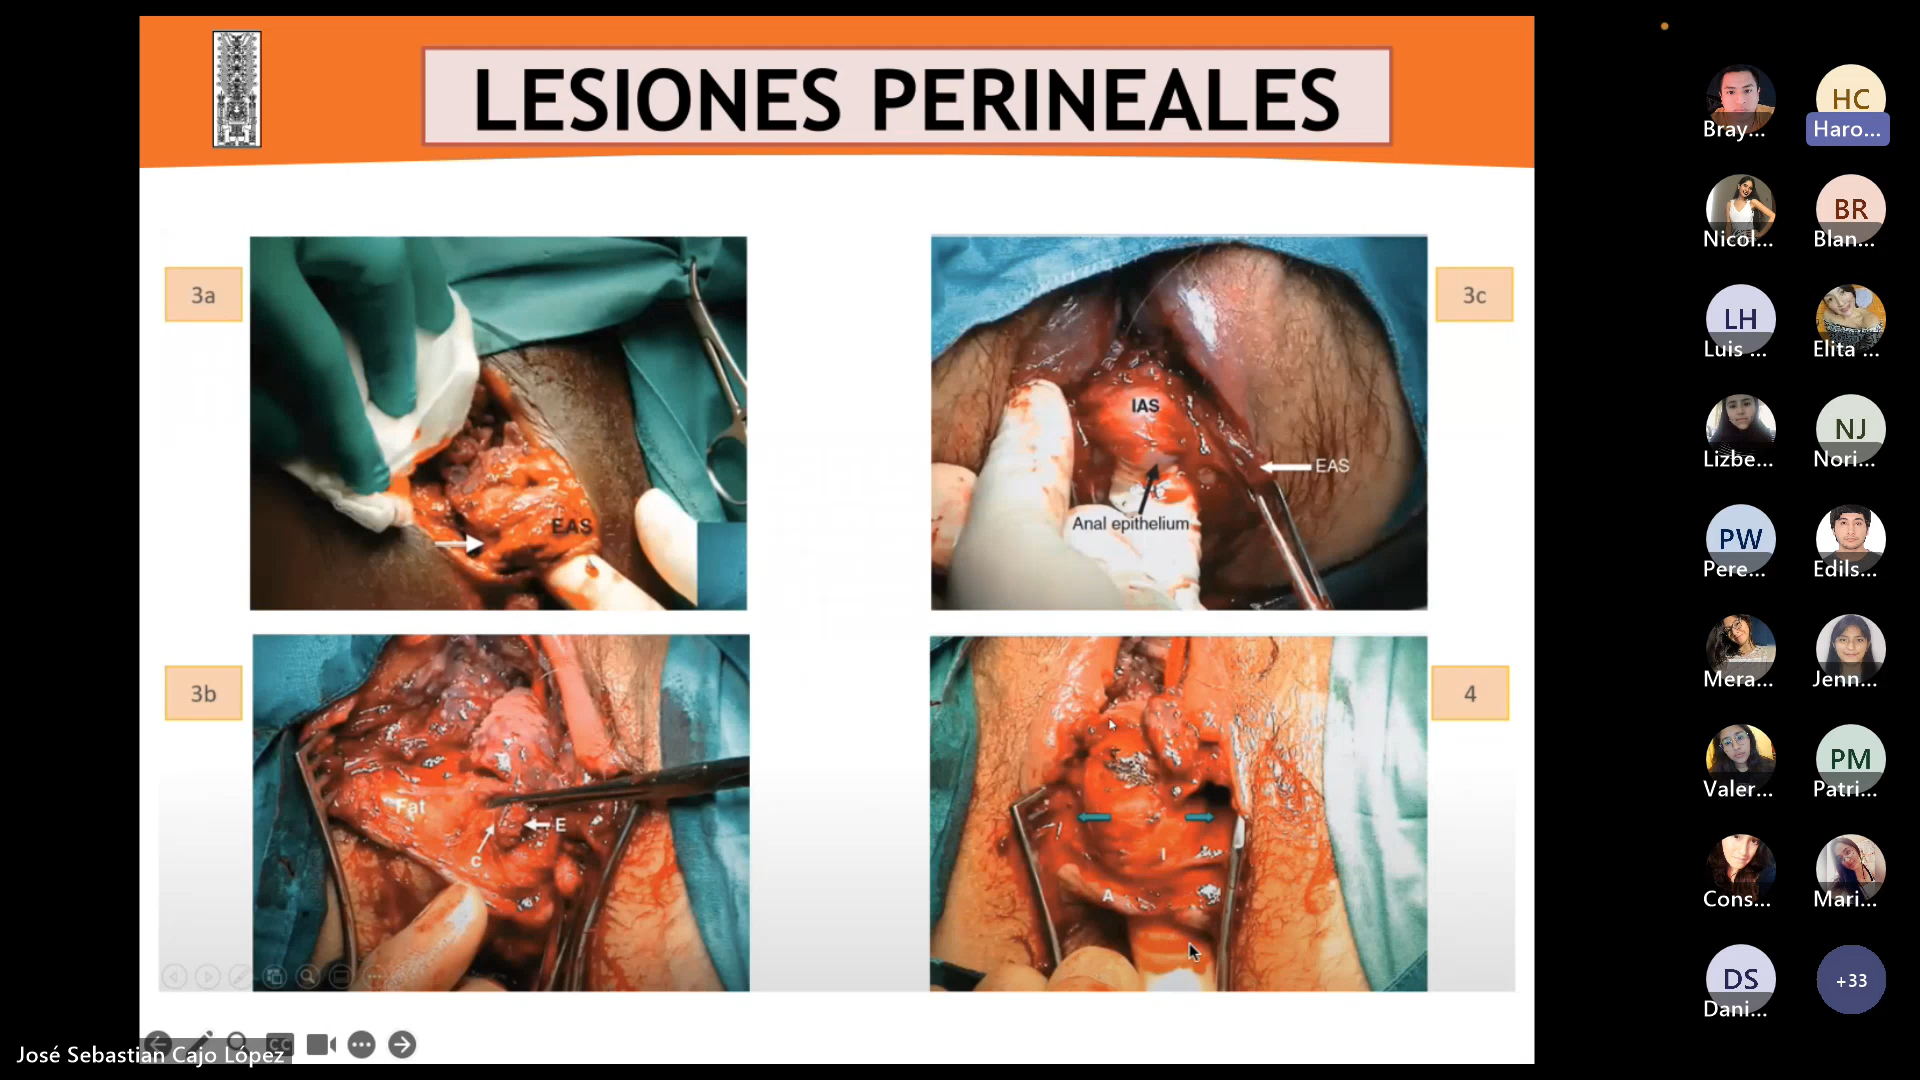 LESIONES PERINEALES
3a
EAS
3c
IAS
EAS
Anal epithelium
3b
Fat
E
C
4
I
A
CC
José Sebastian Cajo López
Bray...
HC
Haro...
Nicol...
BR
Blan...
LH
Luis ...
Elita ...
Lizbe...
NJ
Nori...
PW
Pere...
Edils...
Mera...
Jenn...
Valer...
PM
Patri...
Cons...
Mari...
DS
Dani...
+33